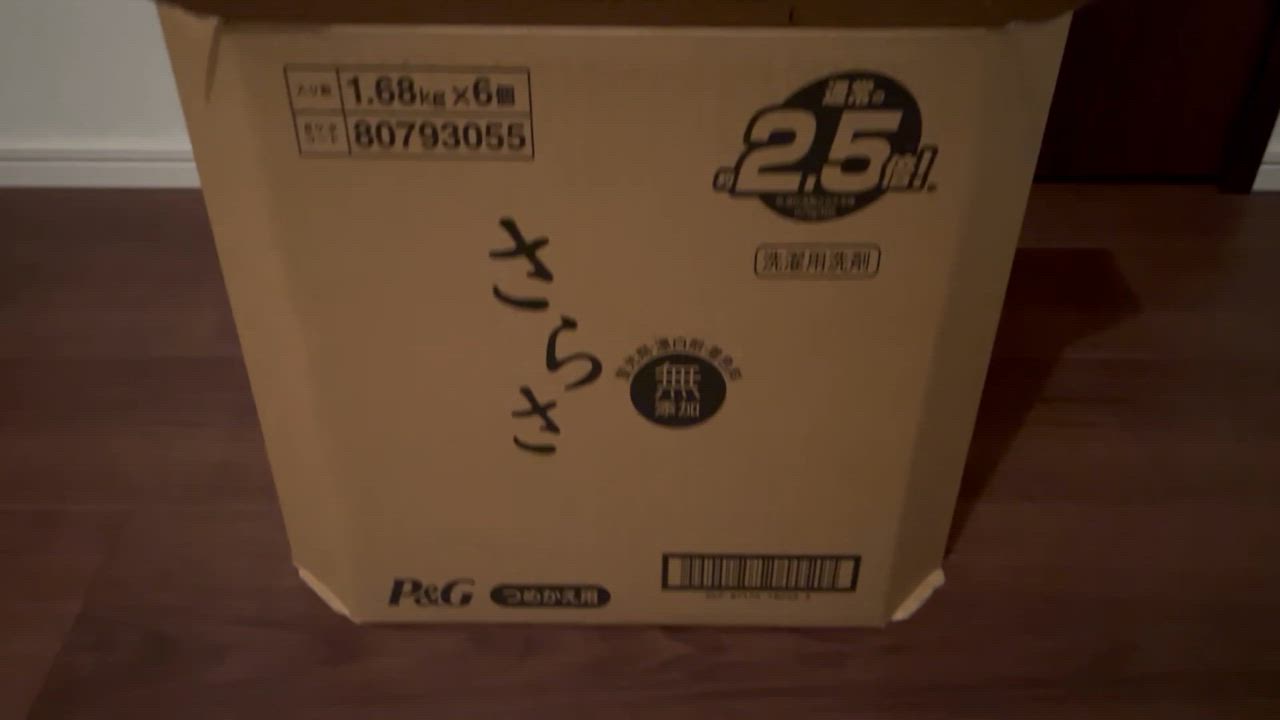 入り数 1.68kg×6個
80793055
通常の
約2.5倍!
洗濯用洗剤
さらさ
蛍光剤・漂白剤・着色料
無
添加
P&G つめかえ用